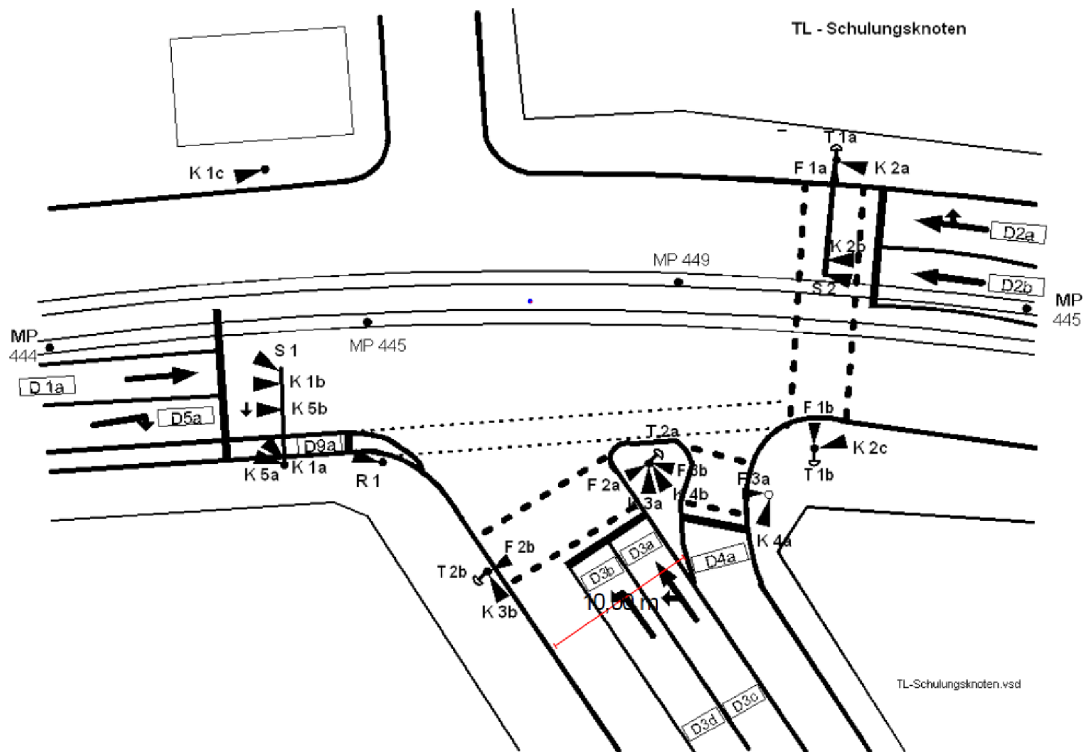 TL - Schulungsknoten
T 1a
K 1c
F 1a
K 2a
D2a
K 2b
MP 449
D2b
S 2
MP
445
MP
444
MP 445
S 1
D 1a
K 1b
D5a
K 5b
F 1b
T 2a
D9a
K 2c
K 5a
K 1a
R 1
F 3b
T 1b
F 2a
F 3a
K 4b
K 3a
K 4a
F 2b
D3a
D4a
T 2b
D3b
10,00 m
K 3b
TL-Schulungsknoten.vsd
D3c
D3d